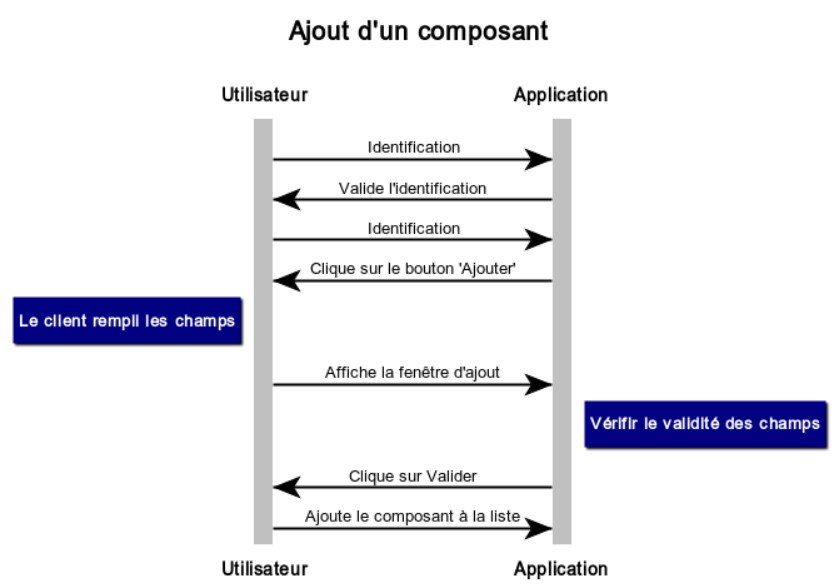 Ajout d'un composant
Utilisateur Application
Identification
Valide l'identification
Identification
Clique sur le bouton 'Ajouter'
Le client rempli les champs
Affiche la fenêtre d'ajout
Vérifir le validité des champs
Clique sur Valider
Ajoute le composant à la liste
Utilisateur Application